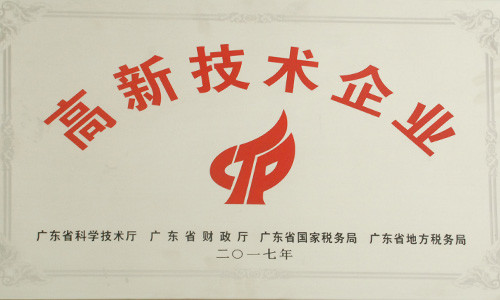 高新技术企业
CTP
广东省科学技术厅 广东省财政厅 广东省国家税务局 广东省地方税务局
二〇一七年